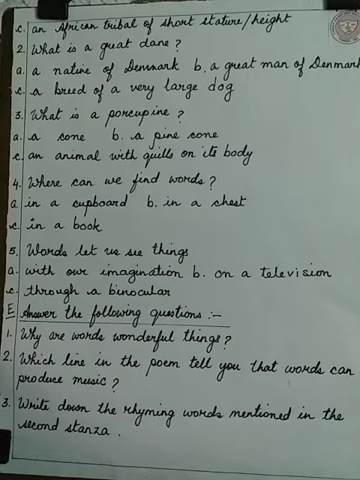 c. an African tribal of short stature/height
2. What is a great dane?
a. a native of Denmark b. a great man of Denmark
c. a breed of a very large dog
3. What is a porcupine?
a. a cone b. a pine cone
c. an animal with quills on its body
4. Where can we find words?
a. in a cupboard b. in a chest
c. in a book
5. Words let us see things
a. with our imagination b. on a television
c. through a binocular
E Answer the following questions :-
1. Why are words wonderful things?
2. Which line in the poem tell you that words can
produce music?
3. Write down the rhyming words mentioned in the
second stanza.